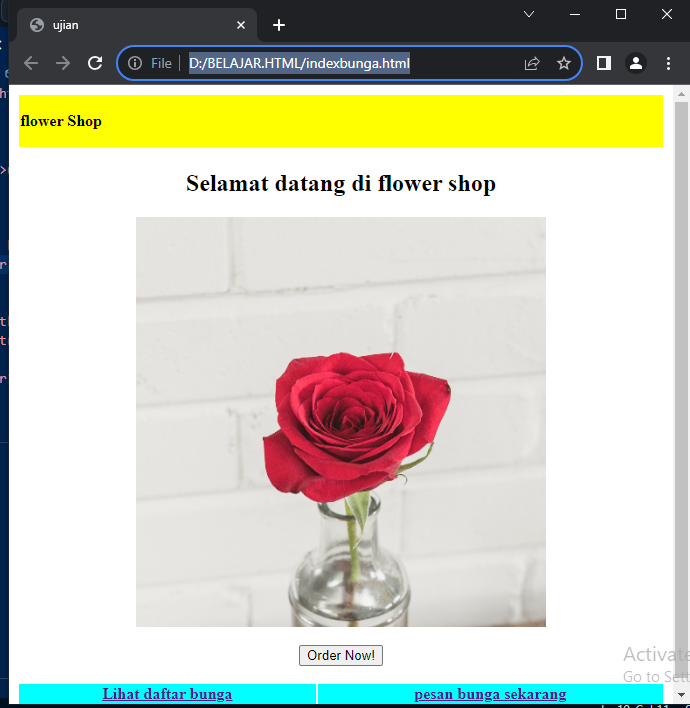 ujian
File
D:/BELAJAR.HTML/indexbunga.html
flower Shop
Selamat datang di flower shop
Order Now!
Activate
Go to Sett
Lihat daftar bunga
pesan bunga sekarang